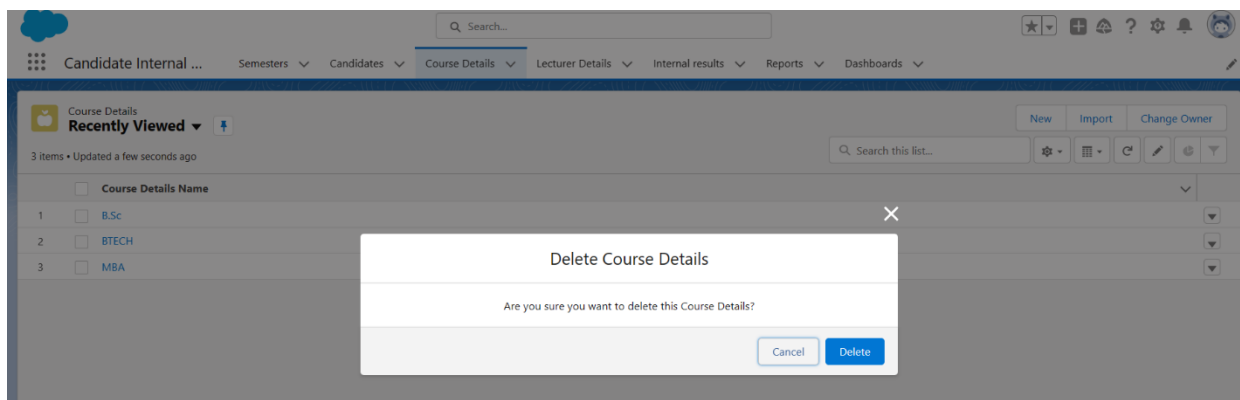 Search...
Candidate Internal ... Semesters Candidates Course Details Lecturer Details Internal results Reports Dashboards
Course Details
Recently Viewed
New Import Change Owner
3 items • Updated a few seconds ago
Search this list...
Course Details Name
1 B.Sc
2 BTECH
3 MBA
Delete Course Details
Are you sure you want to delete this Course Details?
Cancel Delete